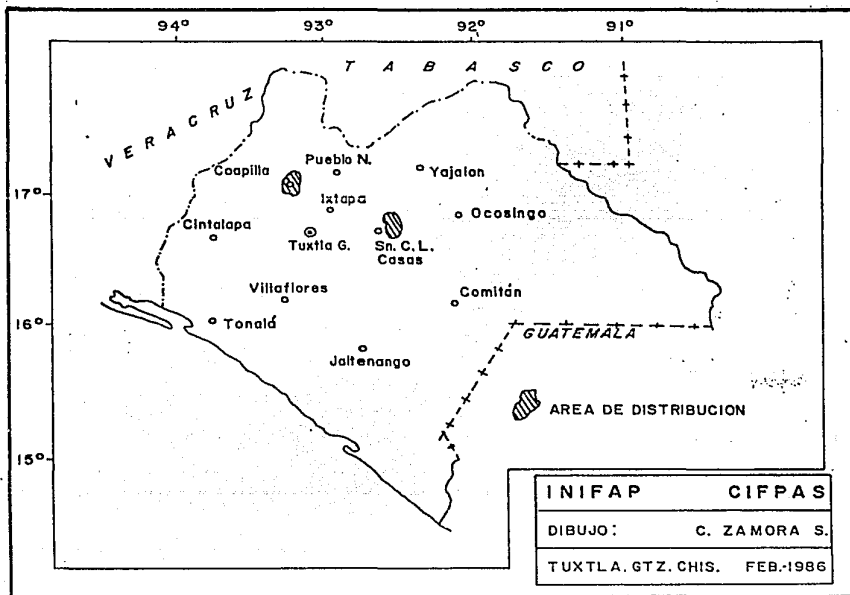 94° 93° 92° 91°
T A B A S C O
VERACRUZ
Pueblo N.
Coapilla
Yajalon
17°
Ixtapa
Ocosingo
Cintalapa
Tuxtla G.
Sn. C. L.
Casas
Villaflores
Comitán
16°
Tonalá
GUATEMALA
Jaltenango
AREA DE DISTRIBUCION
15°
INIFAP CIFPAS
DIBUJO: C. ZAMORA S.
TUXTLA. GTZ. CHIS. FEB.-1986